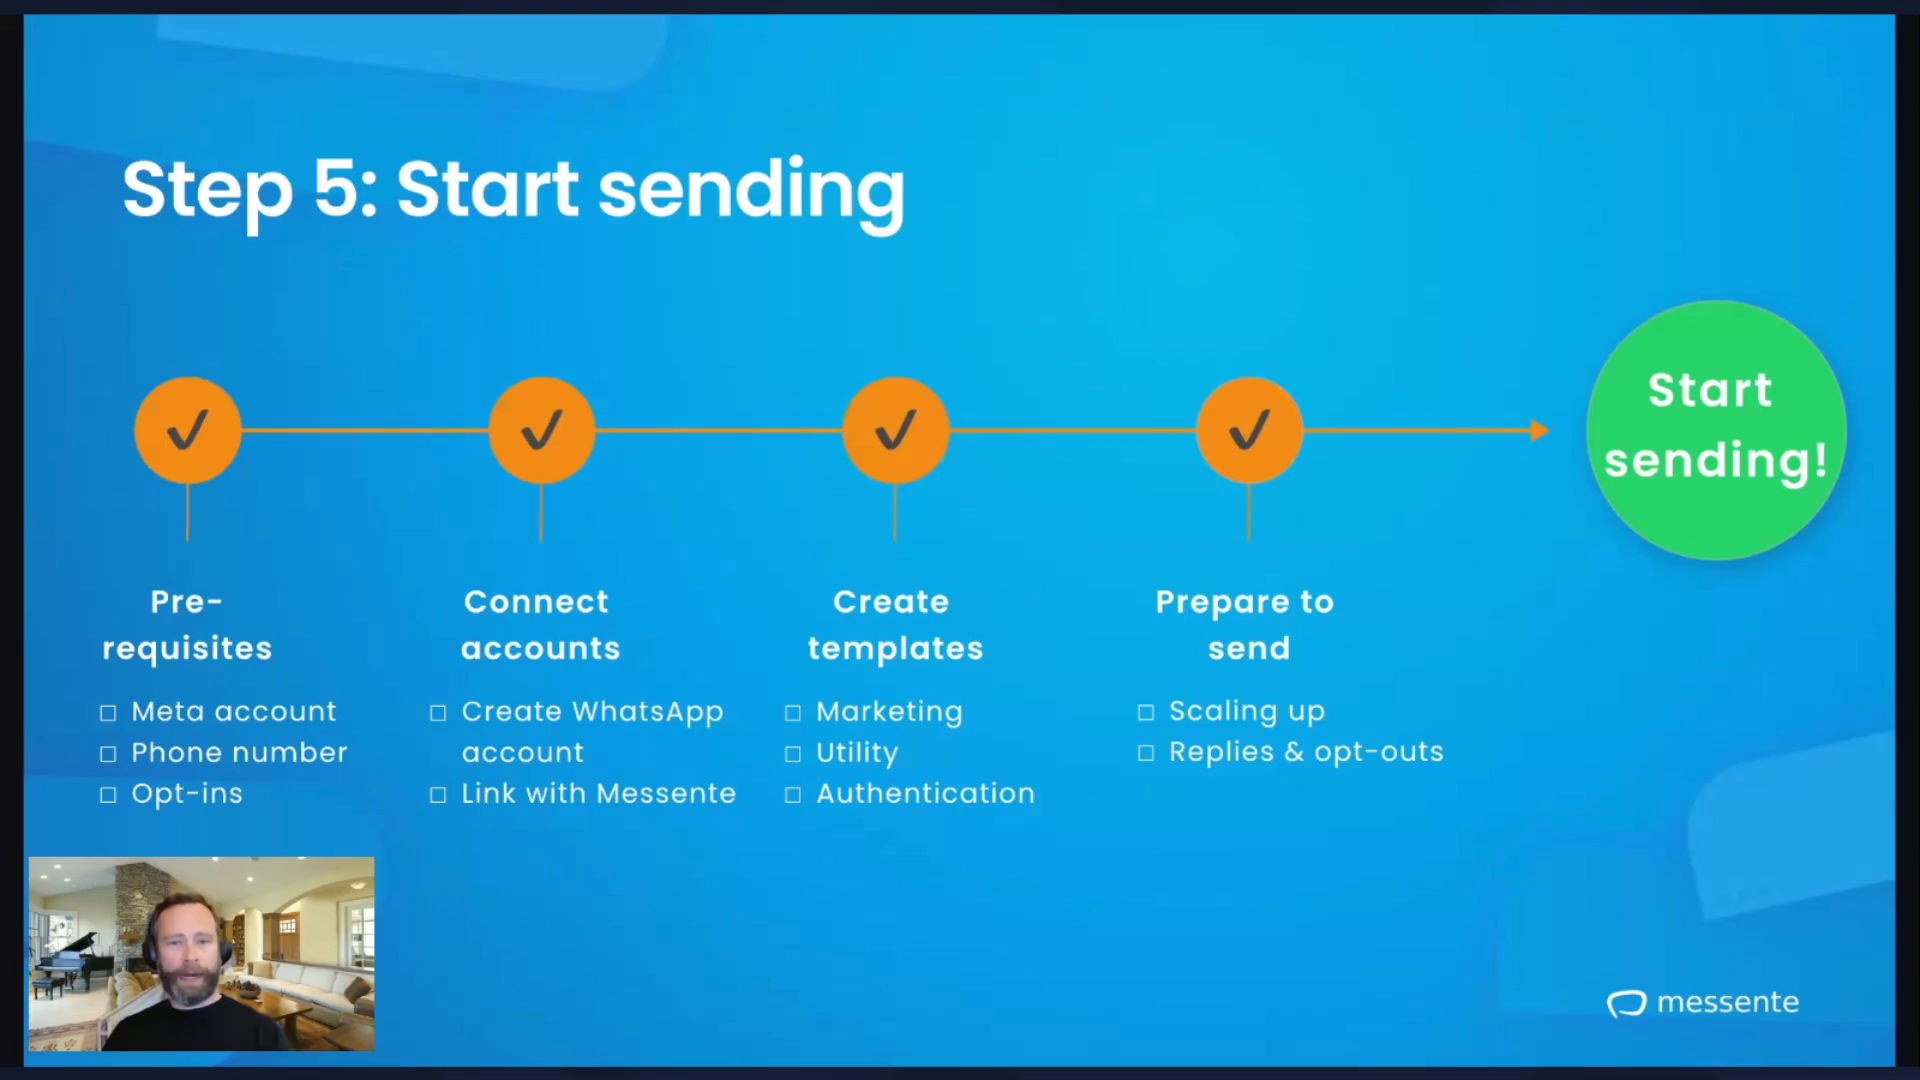 Step 5: Start sending
Start
sending!
Pre-
requisites
□ Meta account
□ Phone number
□ Opt-ins
Connect
accounts
□ Create WhatsApp
account
□ Link with Messente
Create
templates
□ Marketing
□ Utility
□ Authentication
Prepare to
send
□ Scaling up
□ Replies & opt-outs
messente